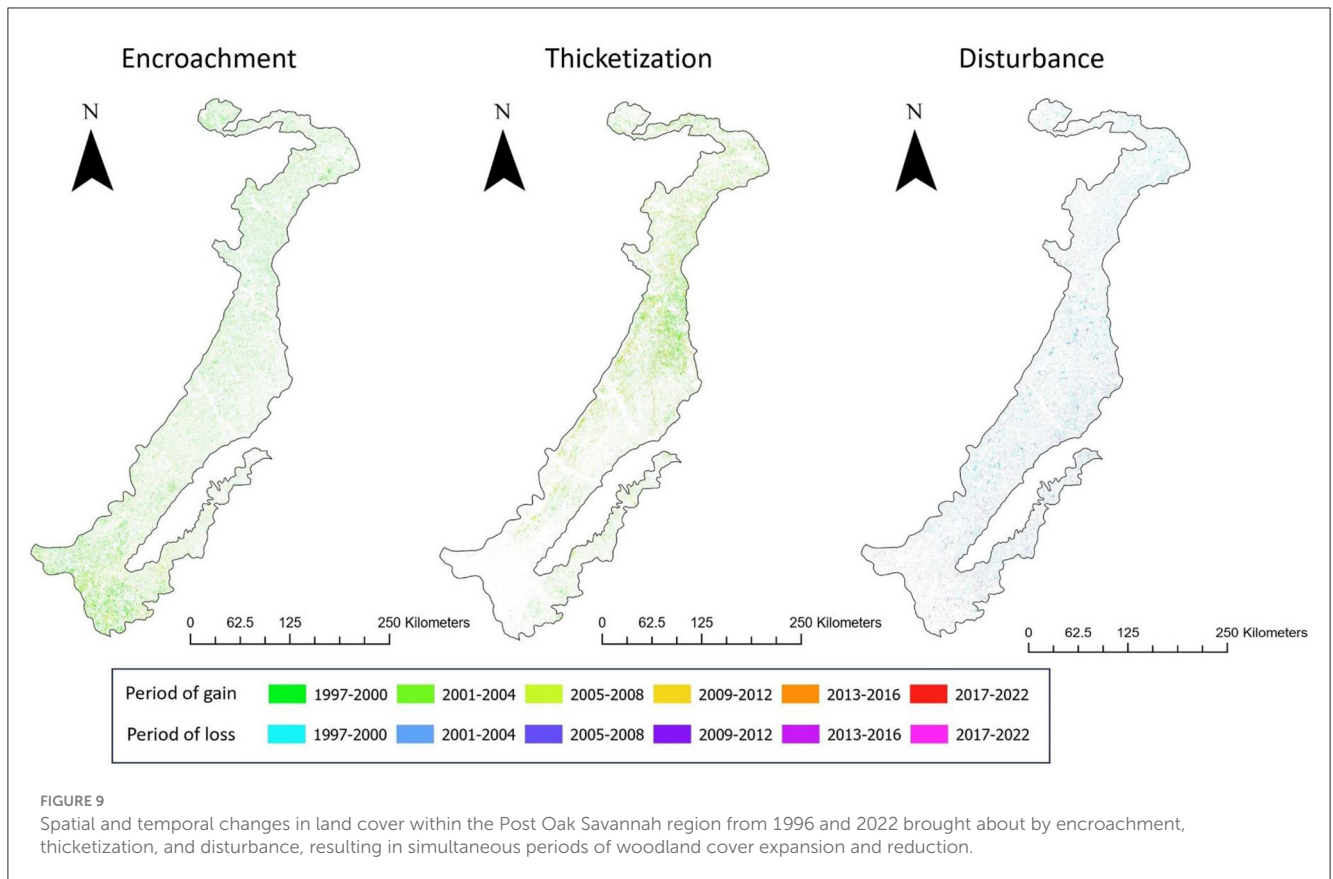 Encroachment
Thicketization
Disturbance
N
N
N
0 62.5 125 250 Kilometers
0 62.5 125 250 Kilometers
0 62.5 125 250 Kilometers
Period of gain 1997-2000 2001-2004 2005-2008 2009-2012 2013-2016 2017-2022
Period of loss 1997-2000 2001-2004 2005-2008 2009-2012 2013-2016 2017-2022
FIGURE 9
Spatial and temporal changes in land cover within the Post Oak Savannah region from 1996 and 2022 brought about by encroachment,
thicketization, and disturbance, resulting in simultaneous periods of woodland cover expansion and reduction.